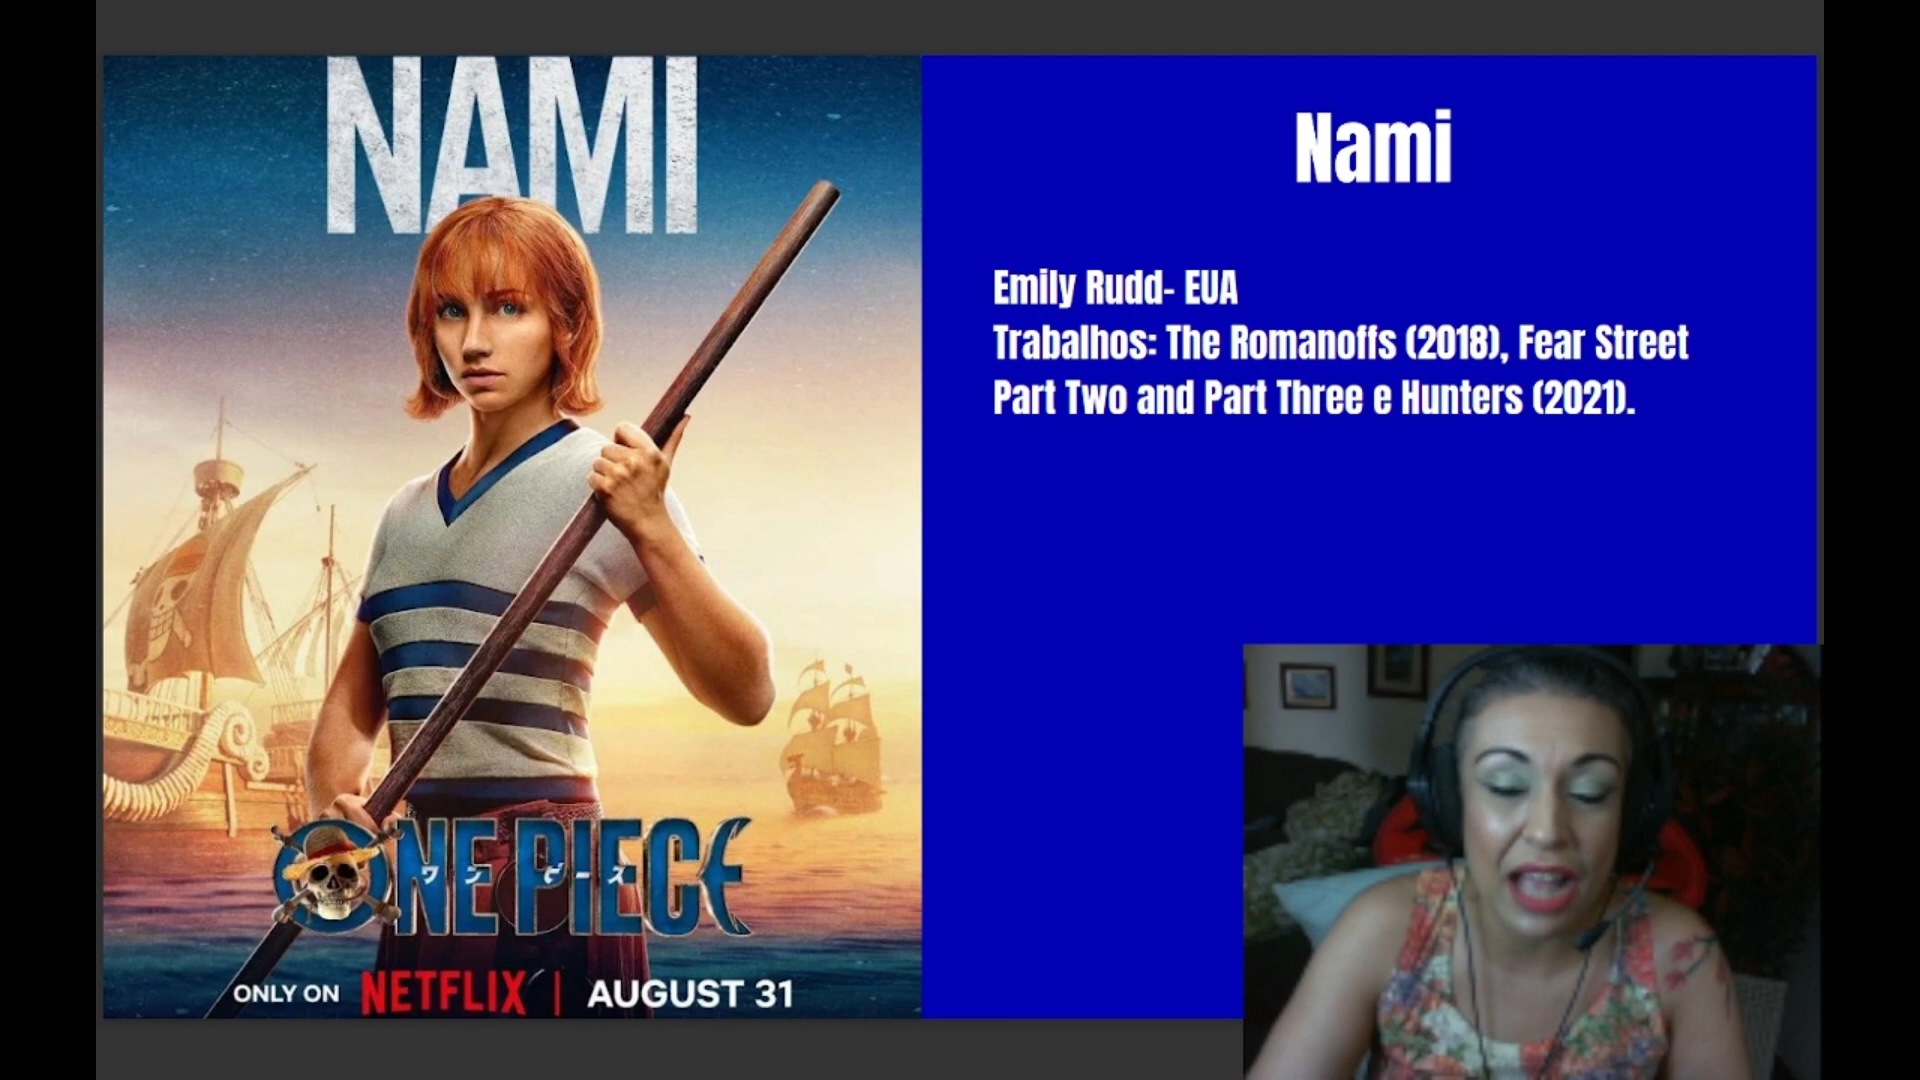 NAMI
ONE PIECE
ワンピース
ONLY ON NETFLIX | AUGUST 31
Nami
Emily Rudd- EUA
Trabalhos: The Romanoffs (2018), Fear Street
Part Two and Part Three e Hunters (2021).